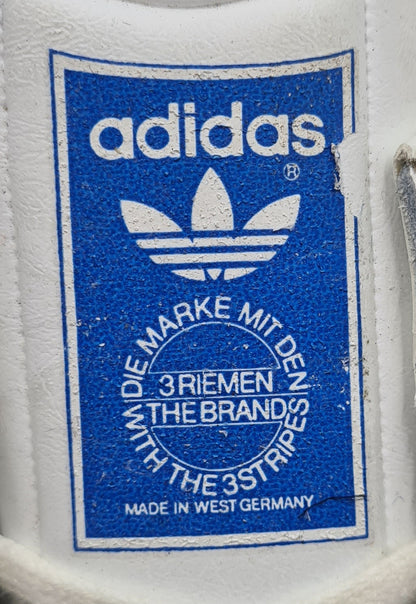 adidas
®
DIE MARKE MIT DEN
3 RIEMEN
THE BRAND
WITH THE 3 STRIPES
MADE IN WEST GERMANY